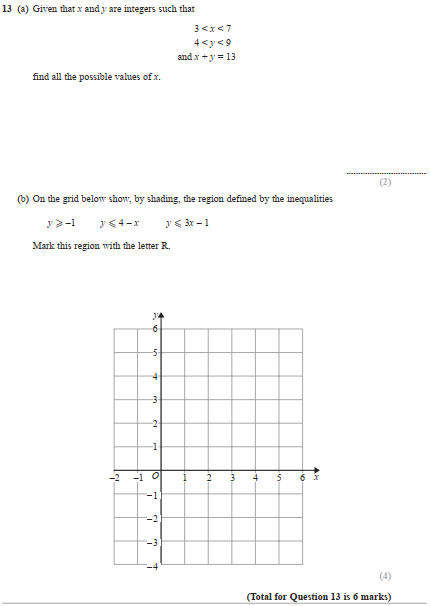 13 (a) Given that x and y are integers such that
3 < x < 7
4 < y < 9
and x + y = 13
find all the possible values of x.
(2)
(b) On the grid below show, by shading, the region defined by the inequalities
y ⩾ –1 y ⩽ 4 – x y ⩽ 3x – 1
Mark this region with the letter R.
y
6
5
4
3
2
1
–2 –1 O 1 2 3 4 5 6 x
–1
–2
–3
–4
(4)
(Total for Question 13 is 6 marks)